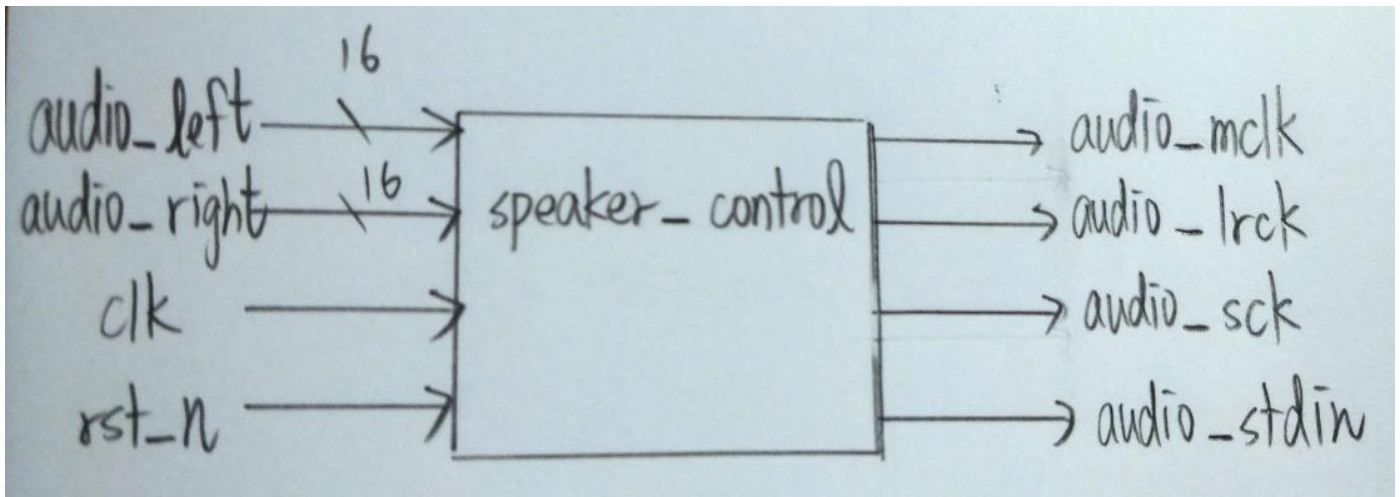 16
audio_left
audio_right
16
clk
rst_n
speaker_control
audio_mclk
audio_lrck
audio_sck
audio_stdin